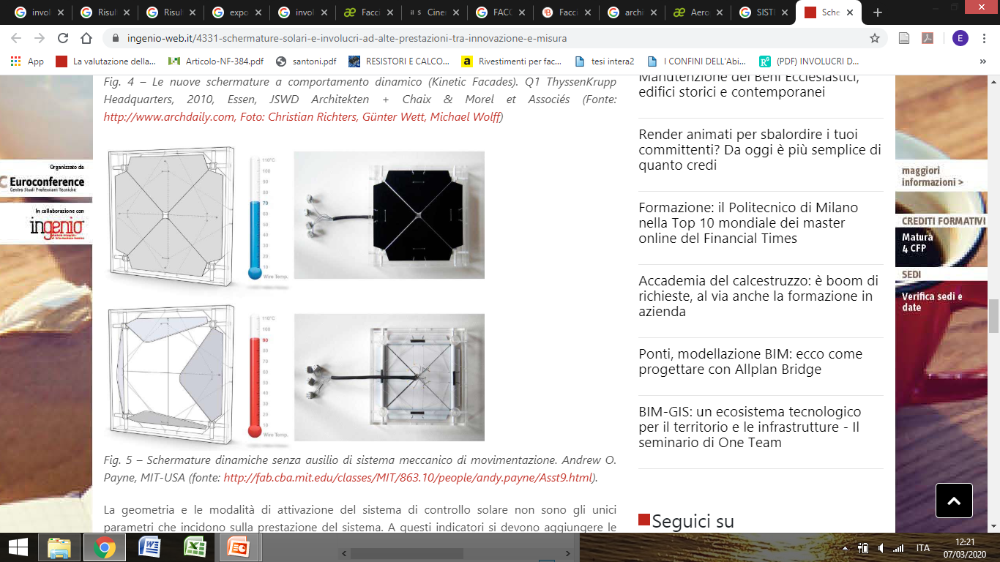 invol
Risul
Risul
expo
invol
Facci
Cine
FACC
Facci
archi
Aero
SISTI
Sche
ingenio-web.it/4331-schermature-solari-e-involucri-ad-alte-prestazioni-tra-innovazione-e-misura
E
App
La valutazione della...
Articolo-NF-384.pdf
santoni.pdf
RESISTORI E CALCO...
Rivestimenti per fac...
tesi intera2
I CONFINI DELL'Abi...
(PDF) INVOLUCRI D...
»
Fig. 4 – Le nuove schermature a comportamento dinamico (Kinetic Facades). Q1 ThyssenKrupp
Headquarters, 2010, Essen, JSWD Architekten + Chaix & Morel et Associés (Fonte:
http://www.archdaily.com, Foto: Christian Richters, Günter Wett, Michael Wolff)
110°C
100
90
80
70
60
50
40
30
20
10
Wire Temp.
110°C
100
90
80
70
60
50
40
30
20
10
Wire Temp.
Fig. 5 – Schermature dinamiche senza ausilio di sistema meccanico di movimentazione. Andrew O.
Payne, MIT-USA (fonte: http://fab.cba.mit.edu/classes/MIT/863.10/people/andy.payne/Asst9.html).
La geometria e le modalità di attivazione del sistema di controllo solare non sono gli unici
parametri che incidono sulla prestazione del sistema. A questi indicatori si devono aggiungere le
Manutenzione dei Beni Ecclesiastici,
edifici storici e contemporanei
Render animati per sbalordire i tuoi
committenti? Da oggi è più semplice di
quanto credi
Formazione: il Politecnico di Milano
nella Top 10 mondiale dei master
online del Financial Times
Accademia del calcestruzzo: è boom di
richieste, al via anche la formazione in
azienda
Ponti, modellazione BIM: ecco come
progettare con Allplan Bridge
BIM-GIS: un ecosistema tecnologico
per il territorio e le infrastrutture - Il
seminario di One Team
Seguici su
Organizzato da
Euroconference
Centro Studi Professioni Tecniche
In collaborazione con
ingenio
maggiori
informazioni >
CREDITI FORMATIVI
Matura
4 CFP
SEDI
Verifica sedi e
date
ITA
12:21
07/03/2020